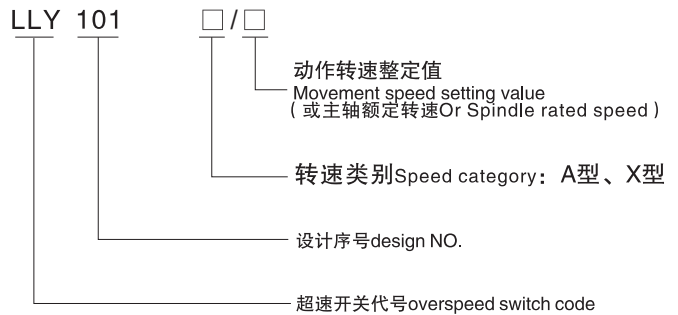 LLY 101 □/□
动作转速整定值
Movement speed setting value
(或主轴额定转速Or Spindle rated speed)
转速类别Speed category：A型、X型
设计序号design NO.
超速开关代号overspeed switch code